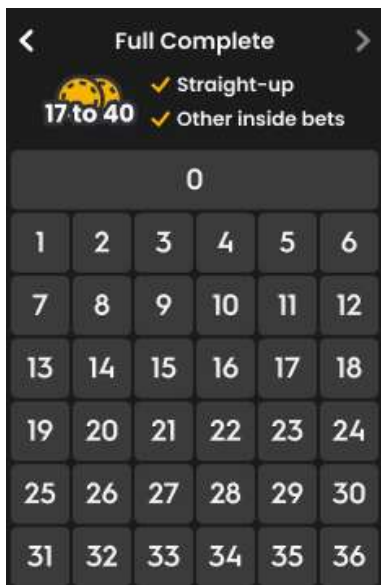 Full Complete
Straight-up
17 to 40
Other inside bets
0
1 2 3 4 5 6
7 8 9 10 11 12
13 14 15 16 17 18
19 20 21 22 23 24
25 26 27 28 29 30
31 32 33 34 35 36